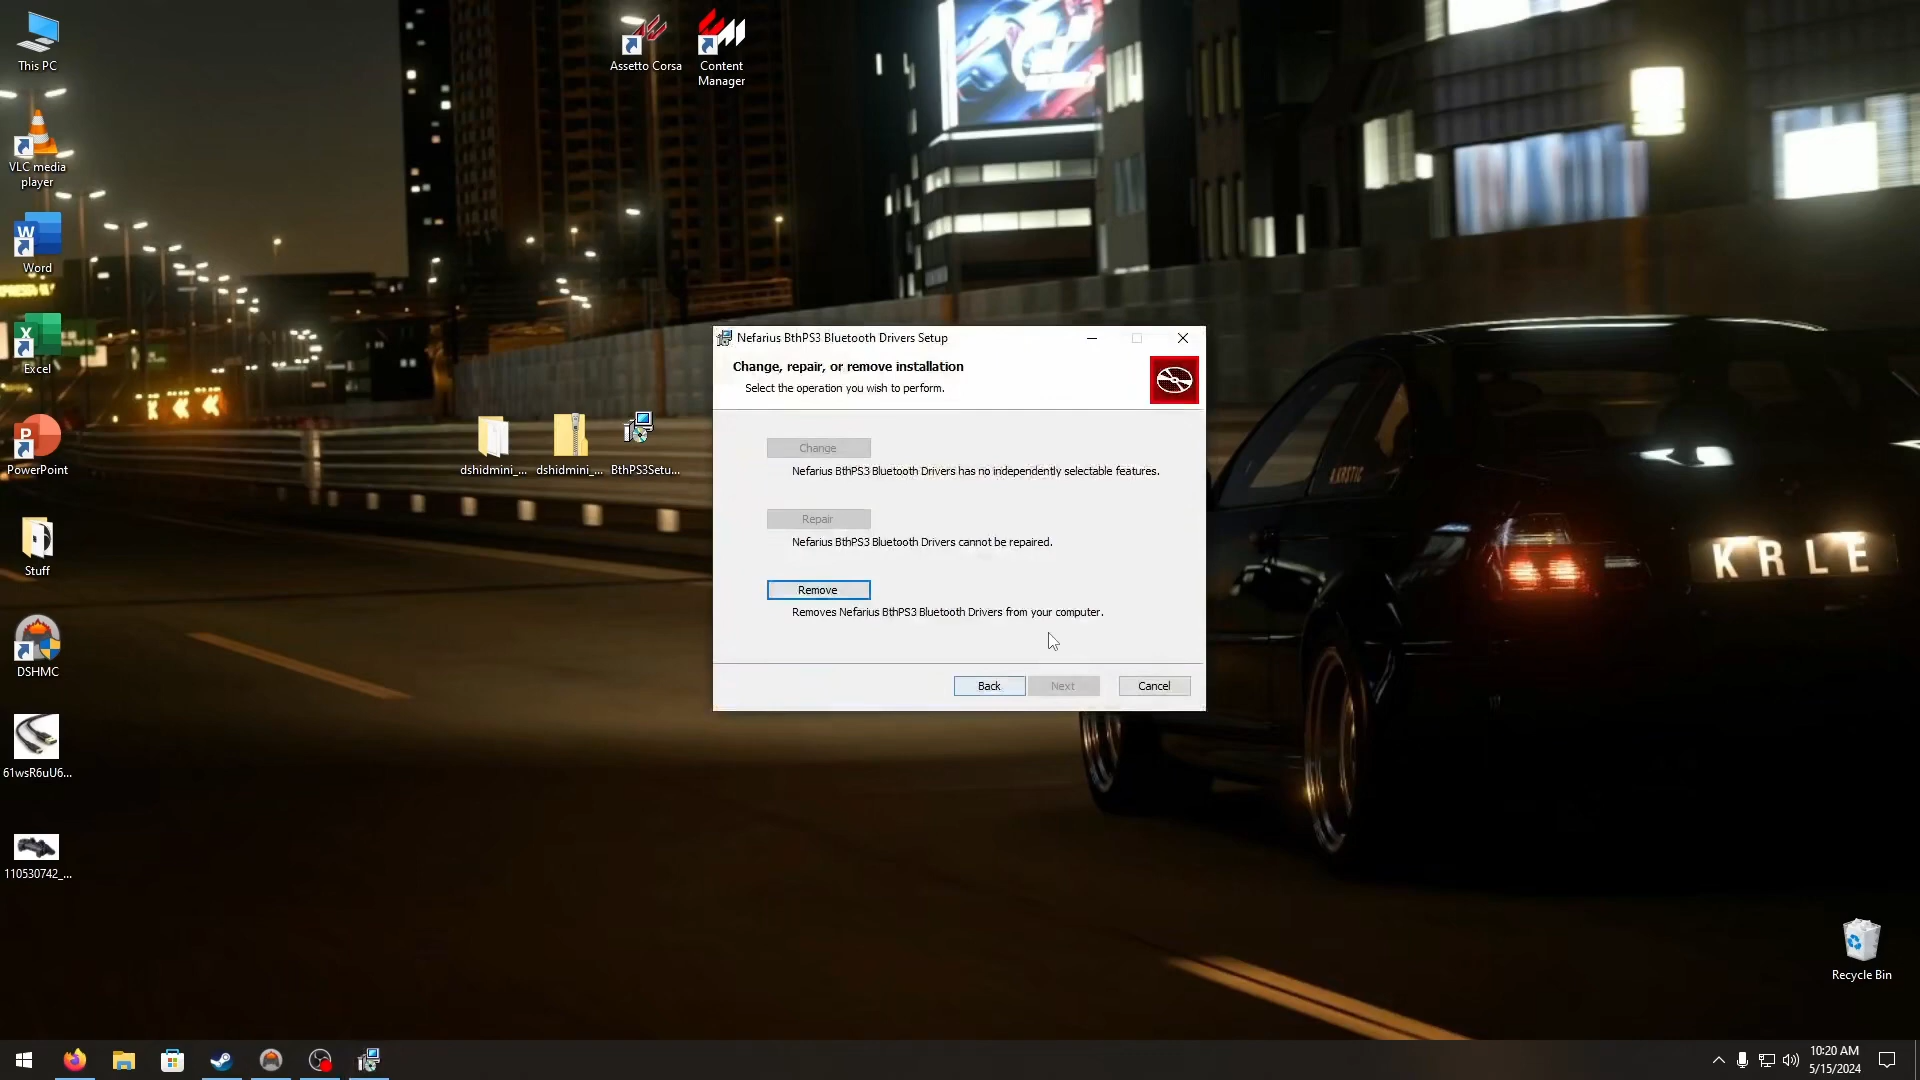 This PC
VLC media
player
Word
Excel
PowerPoint
Stuff
DSHMC
61wsR6uU6...
110530742_...
Assetto Corsa
Content
Manager
dshidmini_...
dshidmini_...
BthPS3Setu...
Nefarius BthPS3 Bluetooth Drivers Setup
Change, repair, or remove installation
Select the operation you wish to perform.
Change
Nefarius BthPS3 Bluetooth Drivers has no independently selectable features.
Repair
Nefarius BthPS3 Bluetooth Drivers cannot be repaired.
Remove
Removes Nefarius BthPS3 Bluetooth Drivers from your computer.
Back
Next
Cancel
KRLE
Recycle Bin
10:20 AM
5/15/2024